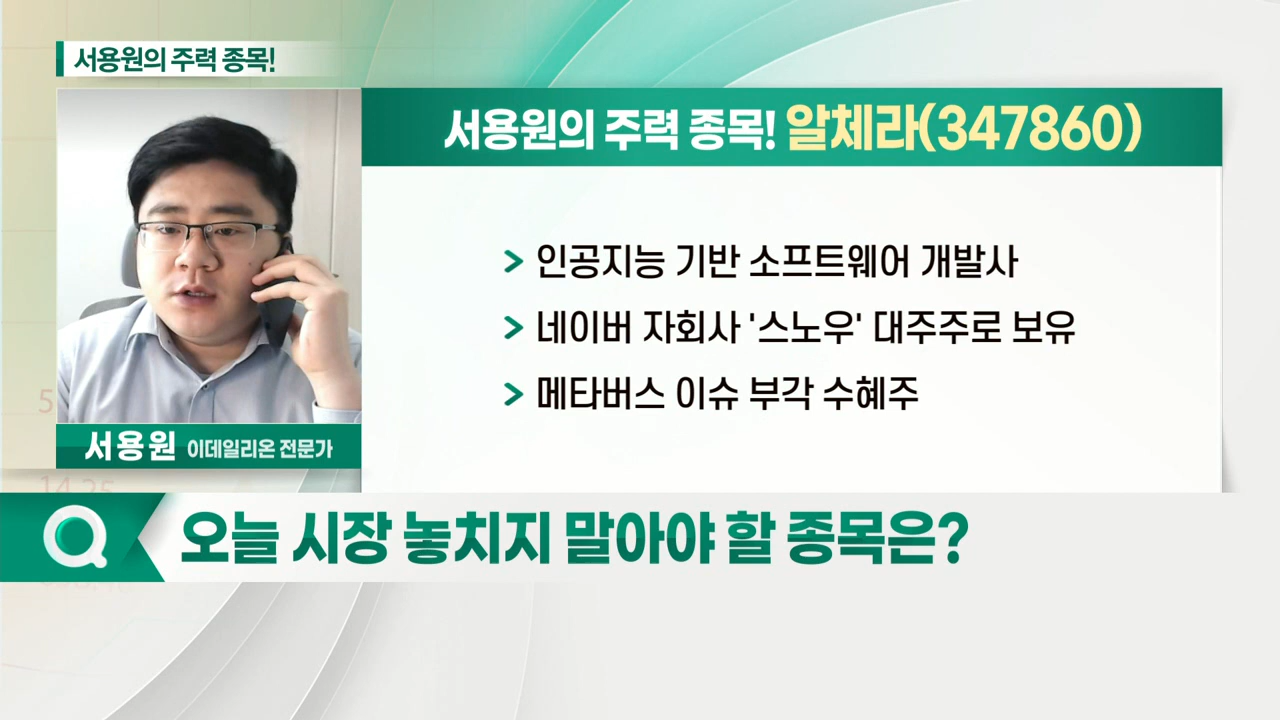 서용원의 주력 종목!
서용원의 주력 종목! 알체라(347860)
> 인공지능 기반 소프트웨어 개발사
> 네이버 자회사 '스노우' 대주주로 보유
> 메타버스 이슈 부각 수혜주
서용원 이데일리온 전문가
Q 오늘 시장 놓치지 말아야 할 종목은?